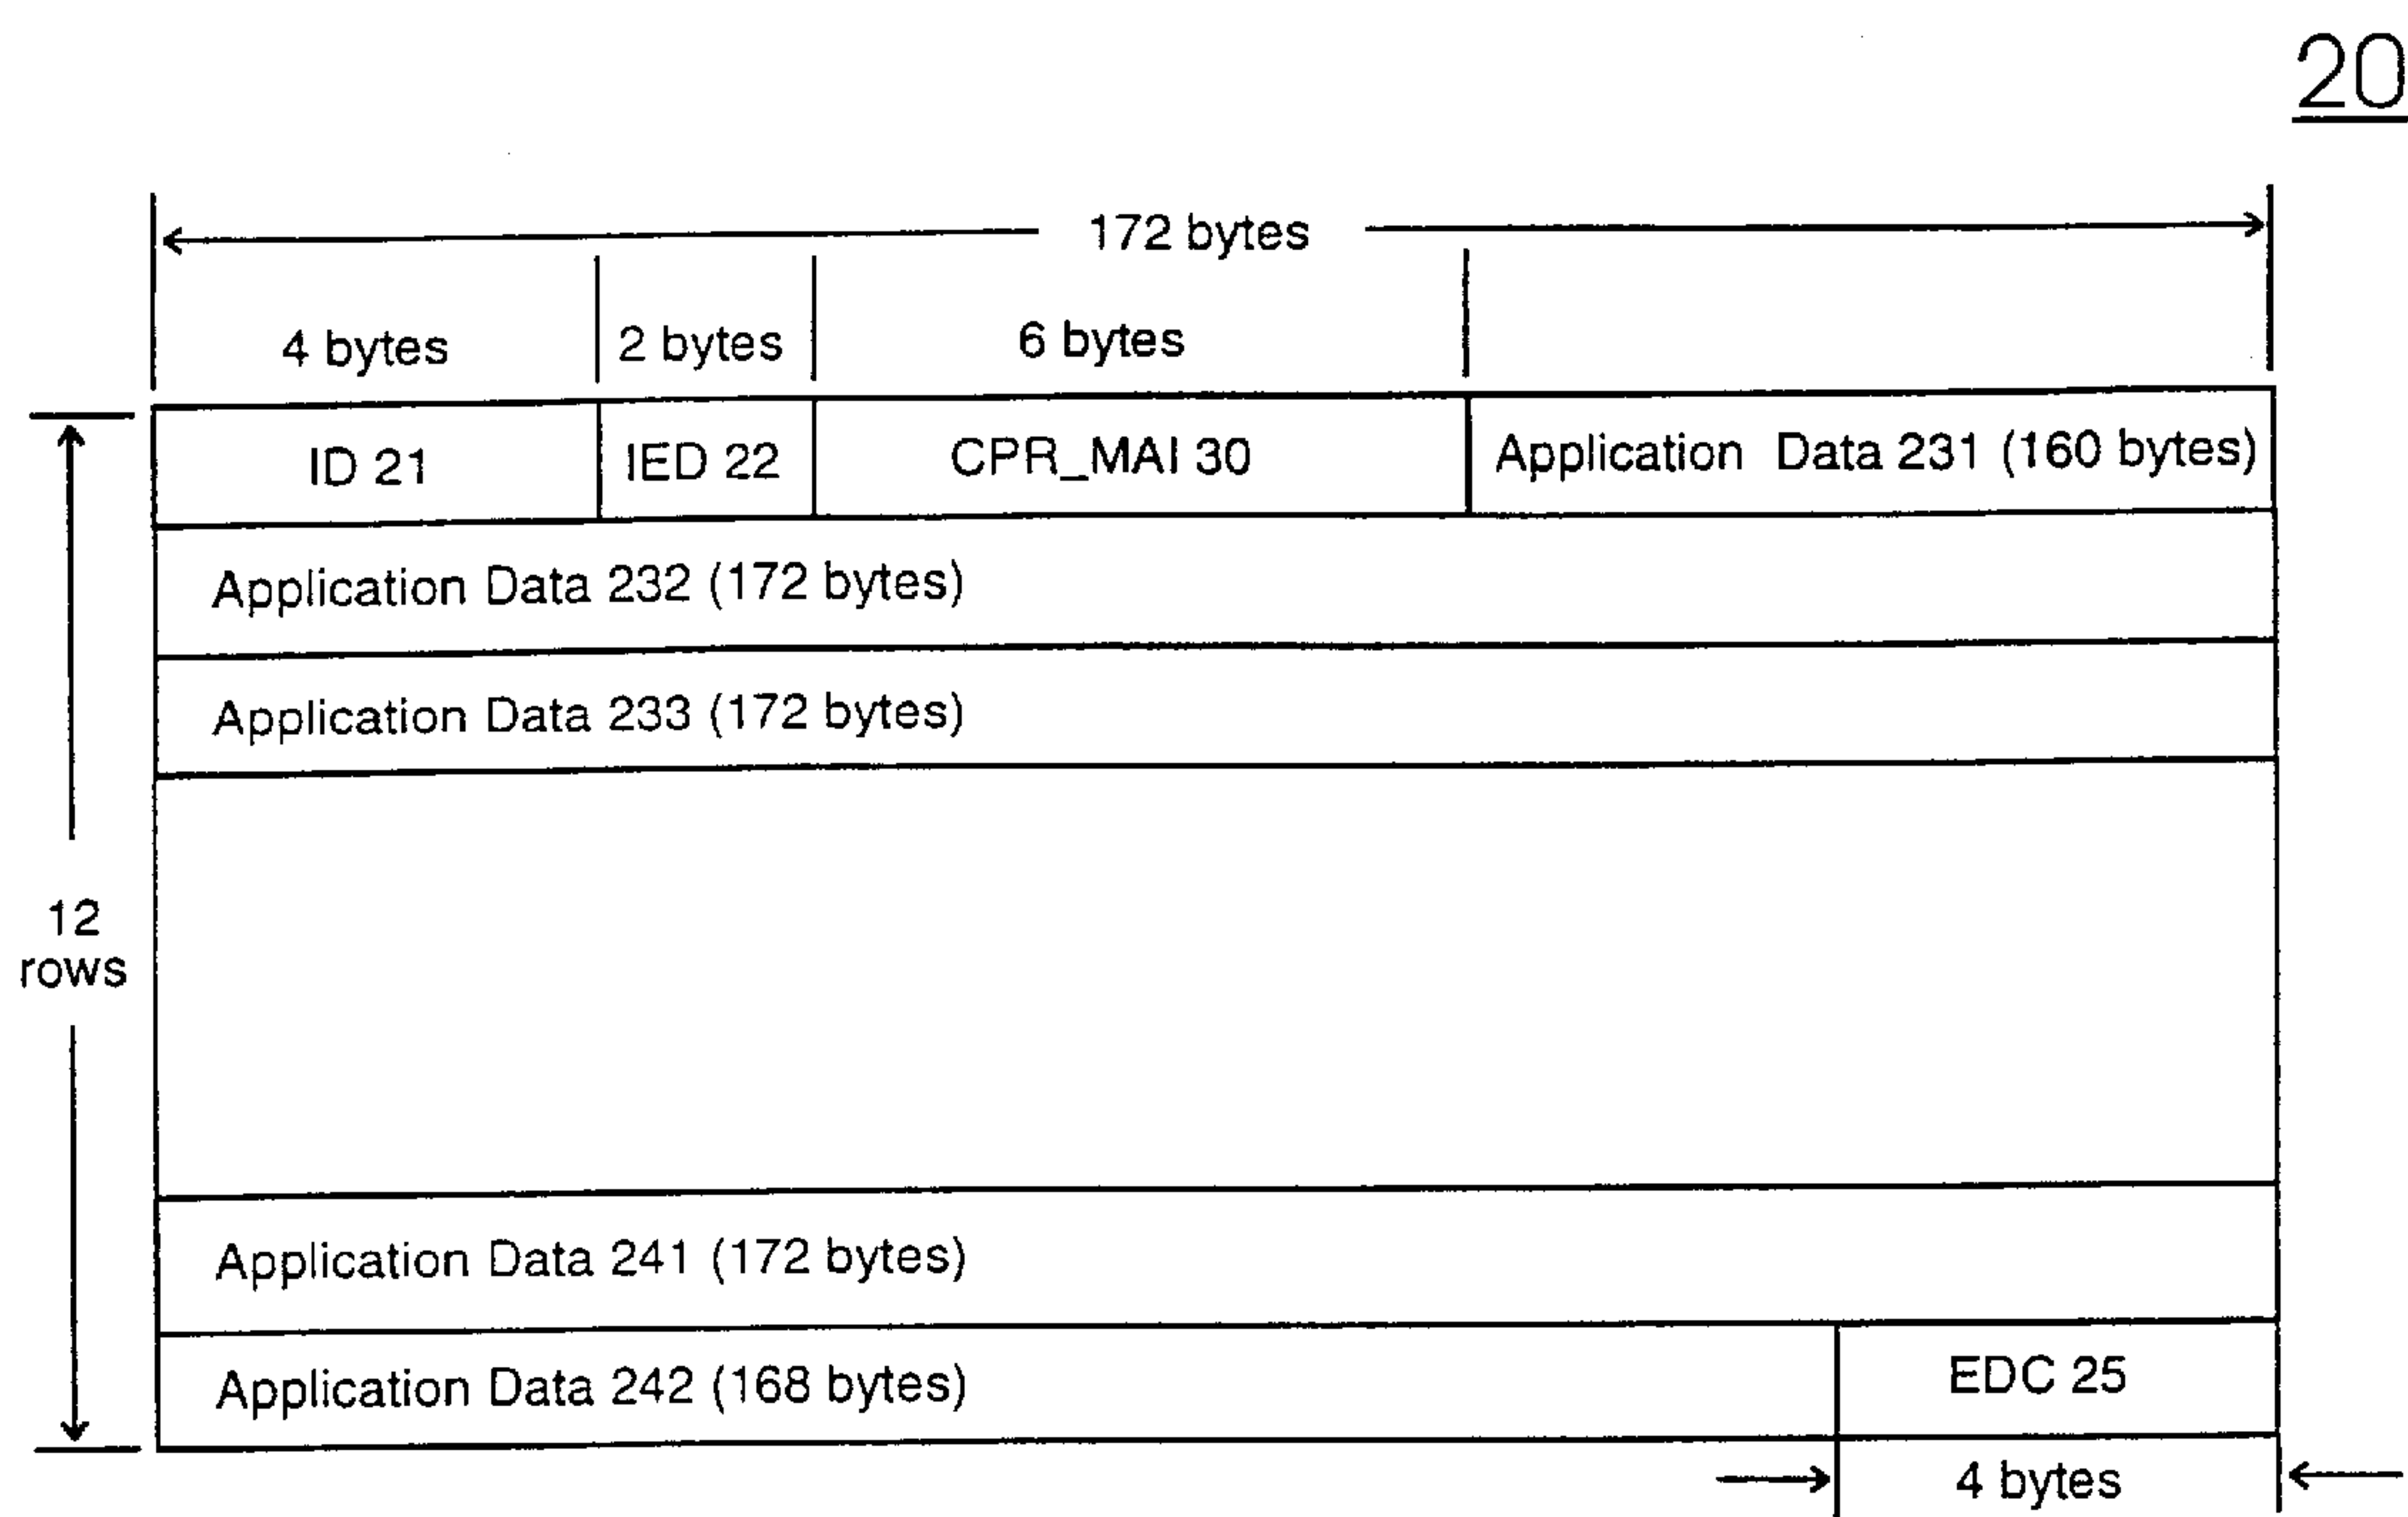 20
172 bytes
4 bytes
2 bytes
6 bytes
ID 21
IED 22
CPR_MAI 30
Application Data 231 (160 bytes)
Application Data 232 (172 bytes)
Application Data 233 (172 bytes)
12
rows
Application Data 241 (172 bytes)
Application Data 242 (168 bytes)
EDC 25
4 bytes